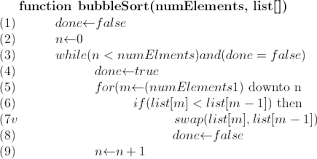 function bubbleSort(numElements, list[])
(1) done←false
(2) n←0
(3) while(n < numElments)and(done = false)
(4) done←true
(5) for(m←(numElements1) downto n
(6) if(list[m] < list[m − 1]) then
(7v swap(list[m], list[m − 1])
(8) done←false
(9) n←n + 1